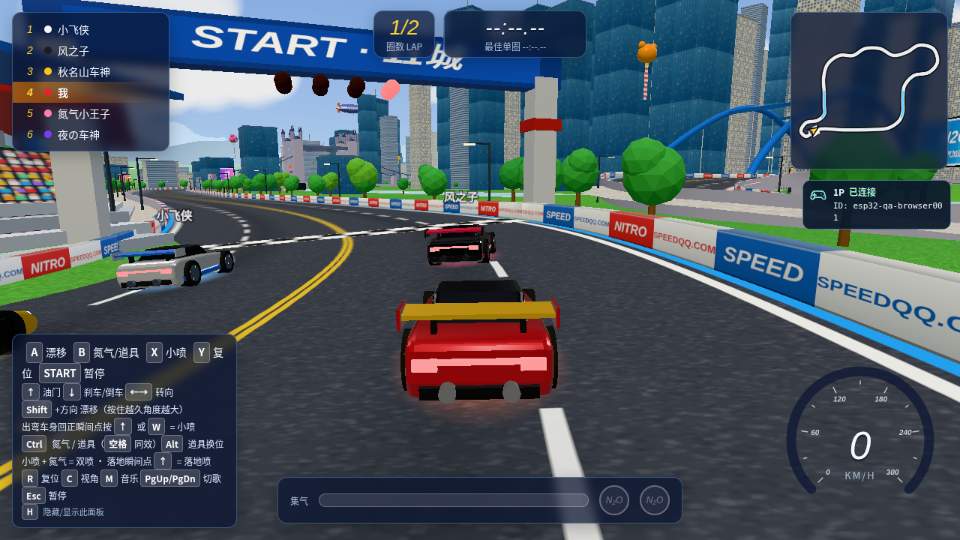 1 小飞侠
2 风之子
3 秋名山车神
4 我
5 氮气小王子
6 夜の车神
START ·
城
1/2
圈数 LAP
--:--.--
最佳单圈 --:--.--
1P 已连接
ID: esp32-qa-browser00
1
小飞侠
风之子
.COM NITRO SPEED
SPEED NITRO
SPEED SPEEDQQ.COM NITRO SPEEDQQ.COM SPEED SPEEDQQ.C
A 漂移 B 氮气/道具 X 小喷 Y 复
位 START 暂停
↑ 油门 ↓ 刹车/倒车 ←→ 转向
Shift +方向 漂移（按住越久角度越大）
出弯车身回正瞬间点按 ↑ 或 W = 小喷
Ctrl 氮气 / 道具（空格 同效） Alt 道具换位
小喷 + 氮气 = 双喷 · 落地瞬间点 ↑ = 落地喷
R 复位 C 视角 M 音乐 PgUp/PgDn 切歌
Esc 暂停
H 隐藏/显示此面板
集气 N₂O N₂O
0 60 120 180 240 300
0
KM/H